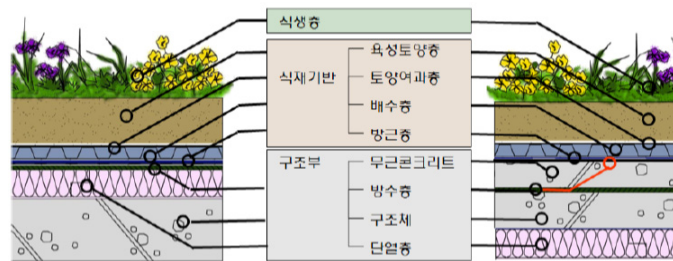 식생층
육성토양층
식재기반
토양여과층
배수층
방근층
구조부
무근콘크리트
방수층
구조체
단열층